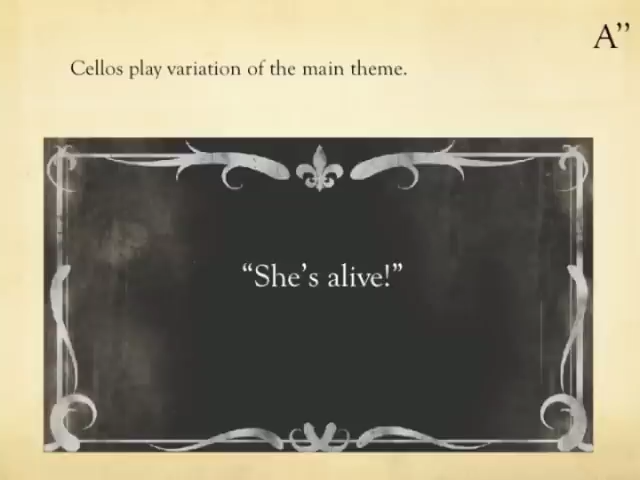 A”
Cellos play variation of the main theme.
“She’s alive!”